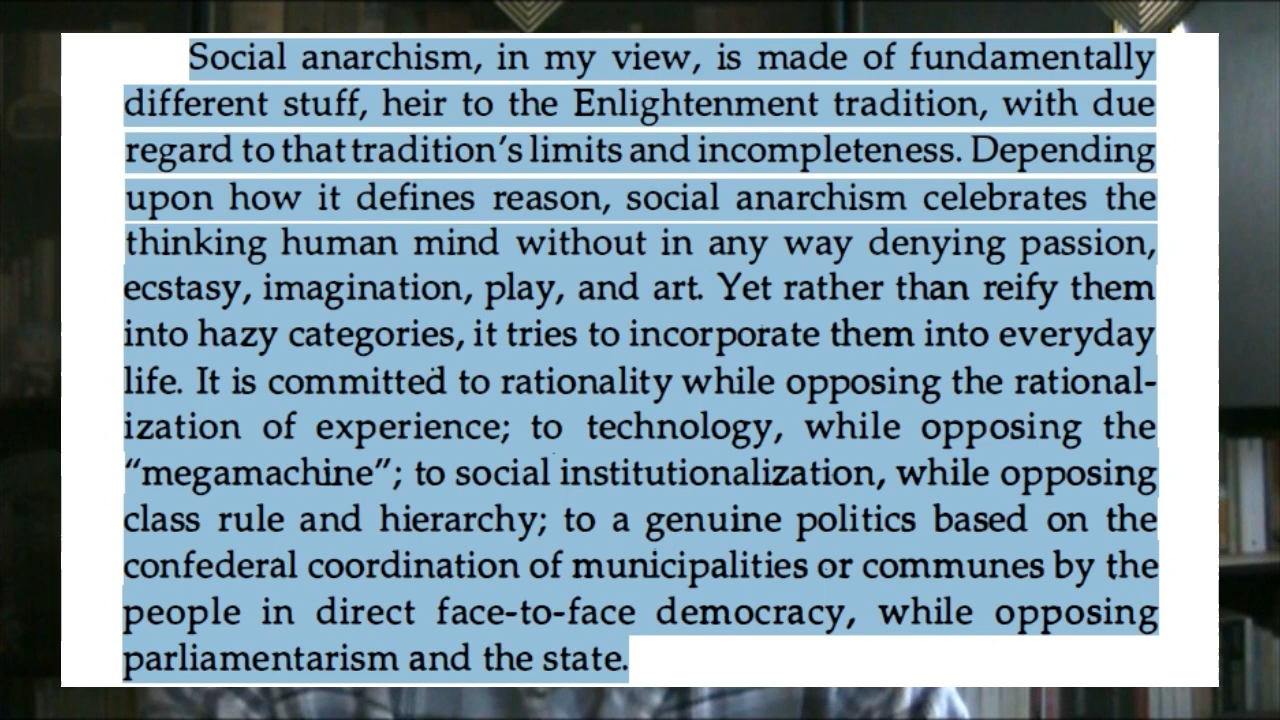 Social anarchism, in my view, is made of fundamentally
different stuff, heir to the Enlightenment tradition, with due
regard to that tradition's limits and incompleteness. Depending
upon how it defines reason, social anarchism celebrates the
thinking human mind without in any way denying passion,
ecstasy, imagination, play, and art. Yet rather than reify them
into hazy categories, it tries to incorporate them into everyday
life. It is committed to rationality while opposing the rational-
ization of experience; to technology, while opposing the
“megamachine”; to social institutionalization, while opposing
class rule and hierarchy; to a genuine politics based on the
confederal coordination of municipalities or communes by the
people in direct face-to-face democracy, while opposing
parliamentarism and the state.